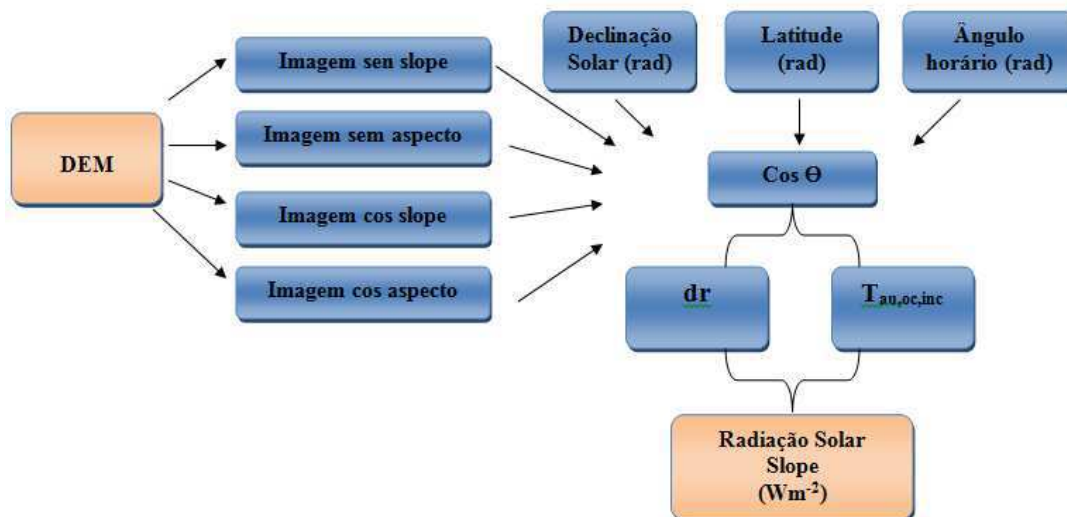 DEM
Imagem sen slope
Imagem sem aspecto
Imagem cos slope
Imagem cos aspecto
Declinação
Solar (rad)
Latitude
(rad)
Ângulo
horário (rad)
Cos Ɵ
dr
Tau,oc,inc
Radiação Solar
Slope
(Wm-2)